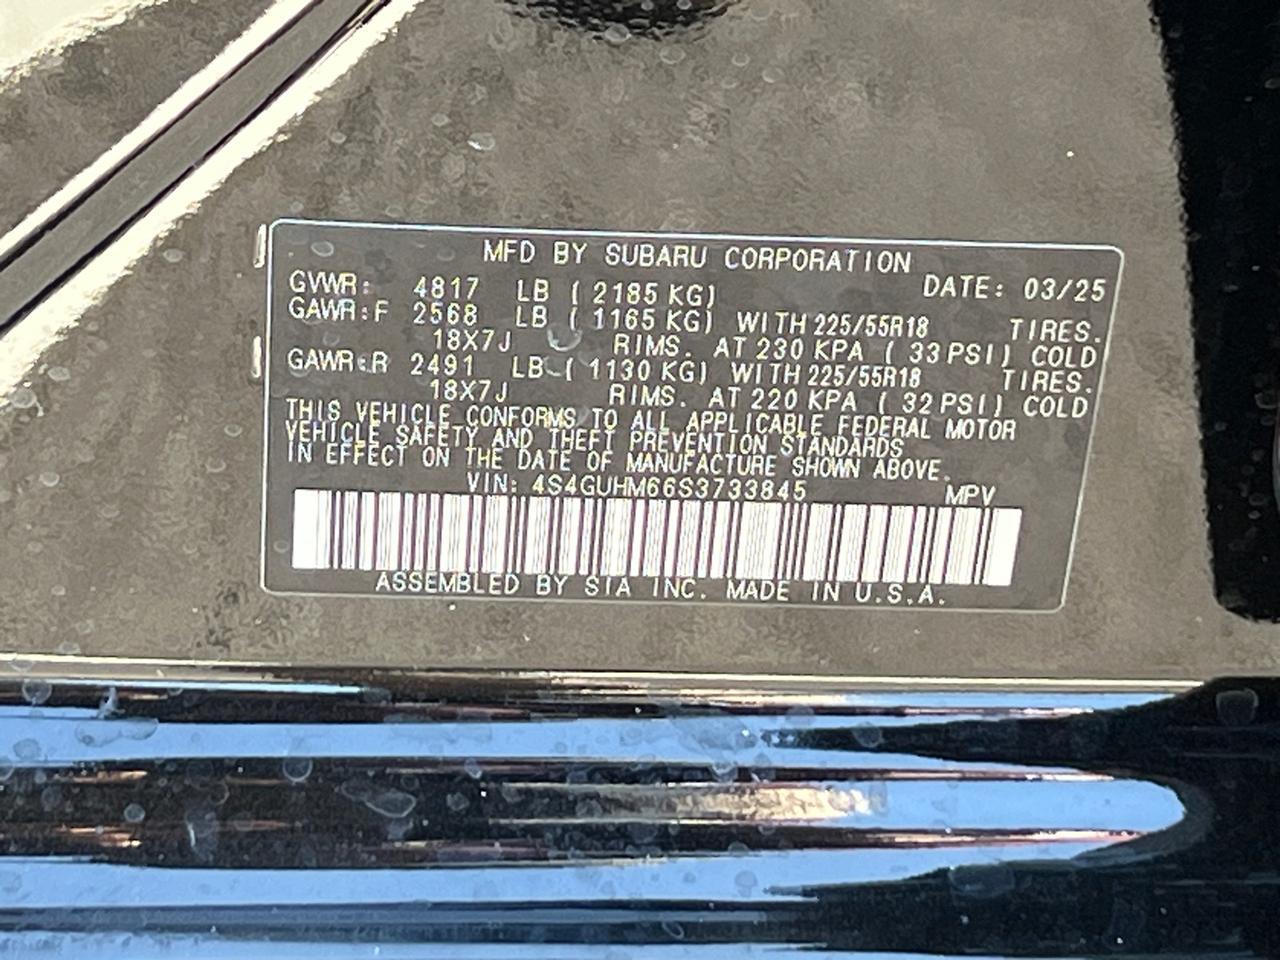 MFD BY SUBARU CORPORATION
GVWR: 4817 LB ( 2185 KG) DATE: 03/25
GAWR:F 2568 LB ( 1165 KG) WITH 225/55R18 TIRES.
18X7J RIMS. AT 230 KPA ( 33 PSI) COLD
GAWR:R 2491 LB ( 1130 KG) WITH 225/55R18 TIRES.
18X7J RIMS. AT 220 KPA ( 32 PSI) COLD
THIS VEHICLE CONFORMS TO ALL APPLICABLE FEDERAL MOTOR
VEHICLE SAFETY AND THEFT PREVENTION STANDARDS
IN EFFECT ON THE DATE OF MANUFACTURE SHOWN ABOVE.
VIN: 4S4GUHM66S3733845 MPV
ASSEMBLED BY SIA INC. MADE IN U.S.A.